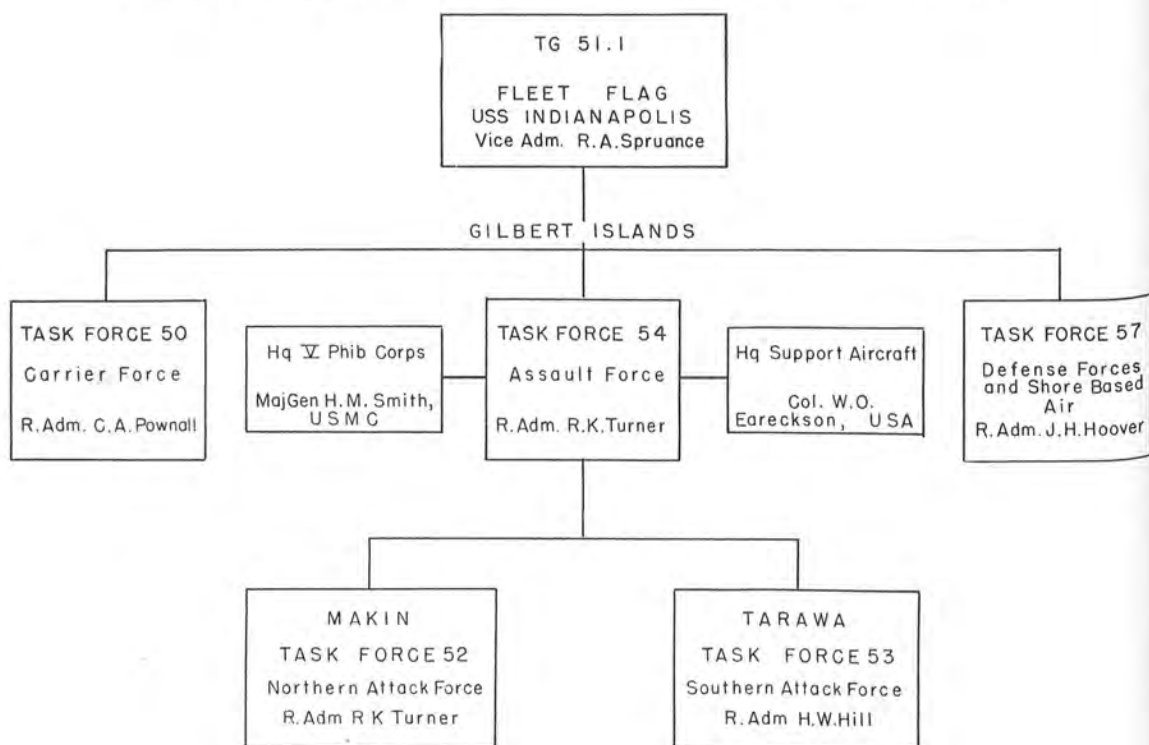 TG 51.1
FLEET FLAG
USS INDIANAPOLIS
Vice Adm. R.A.Spruance
GILBERT ISLANDS
TASK FORCE 50
Carrier Force
R.Adm. C.A.Pownall
Hq V Phib Corps
MajGen H.M. Smith,
USMC
TASK FORCE 54
Assault Force
R.Adm. R.K.Turner
Hq Support Aircraft
Col. W.O.
Eareckson, USA
TASK FORCE 57
Defense Forces
and Shore Based
Air
R.Adm. J.H.Hoover
MAKIN
TASK FORCE 52
Northern Attack Force
R.Adm R K Turner
TARAWA
TASK FORCE 53
Southern Attack Force
R.Adm H.W.Hill